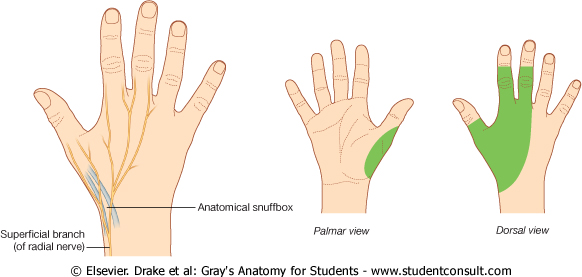 Anatomical snuffbox
Superficial branch
(of radial nerve)
Palmar view
Dorsal view
© Elsevier. Drake et al: Gray's Anatomy for Students - www.studentconsult.com